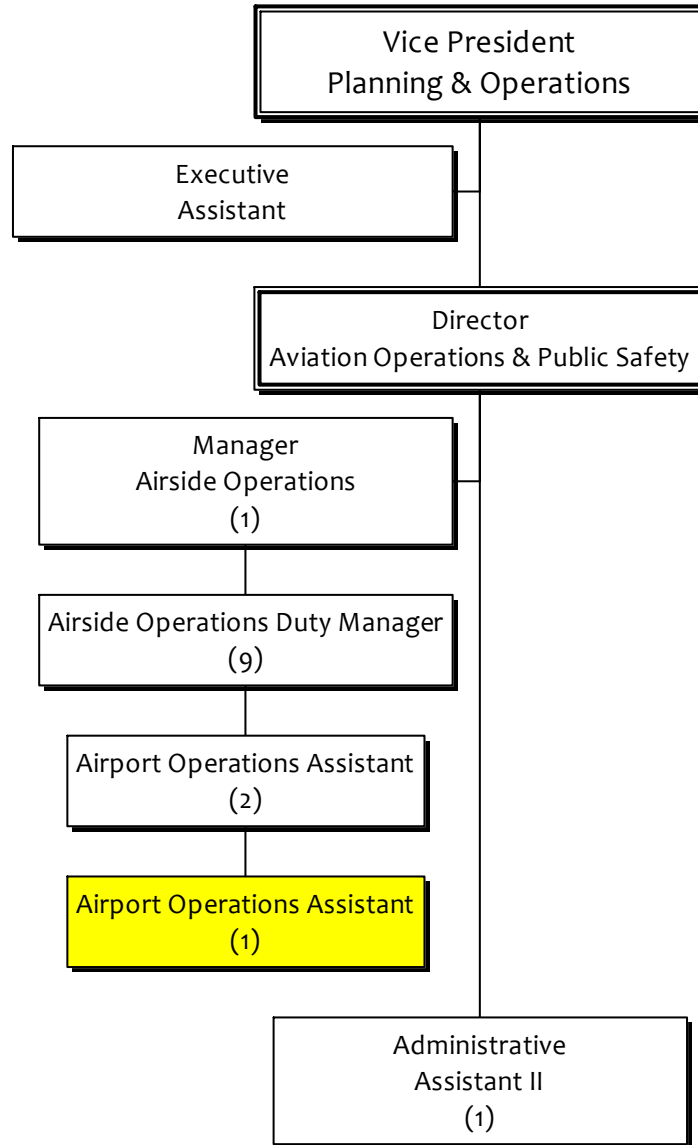 Vice President
Planning & Operations
Executive
Assistant
Director
Aviation Operations & Public Safety
Manager
Airside Operations
(1)
Airside Operations Duty Manager
(9)
Airport Operations Assistant
(2)
Airport Operations Assistant
(1)
Administrative
Assistant II
(1)